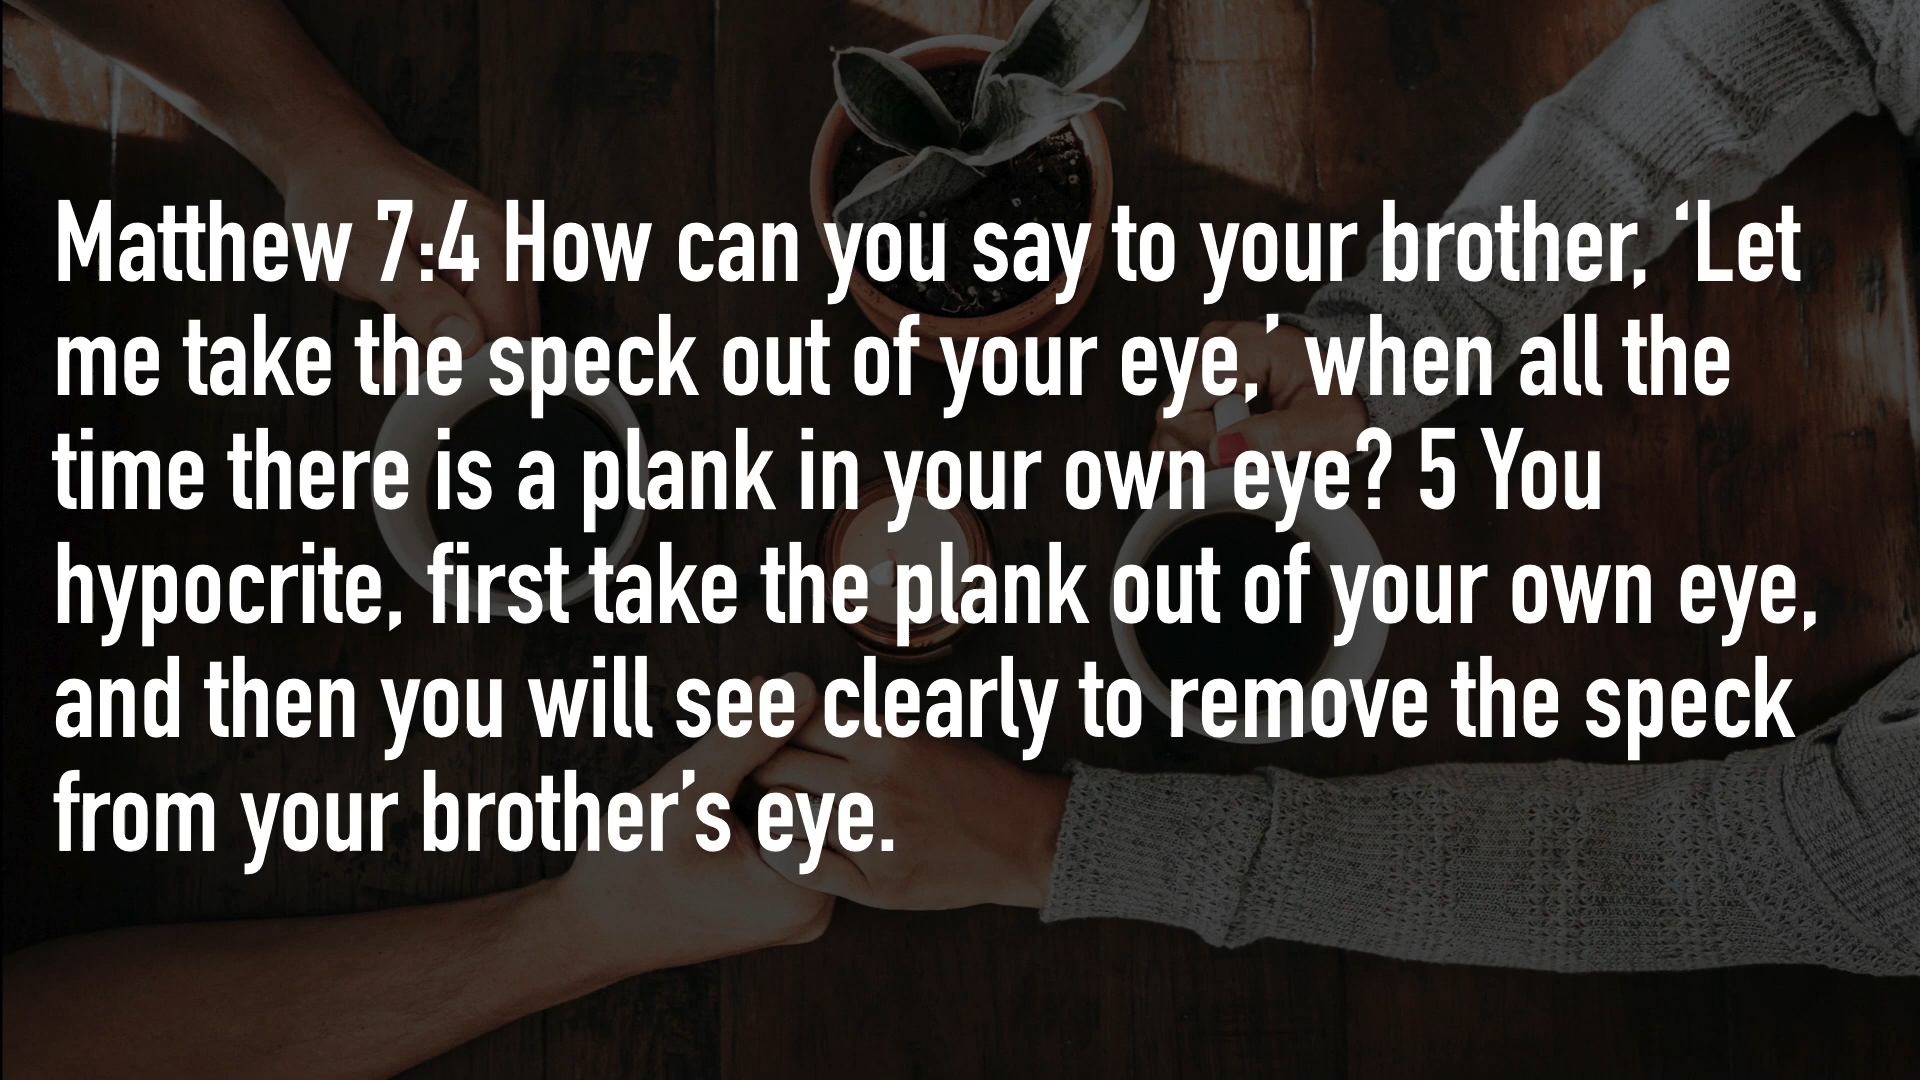 Matthew 7:4 How can you say to your brother, ‘Let
me take the speck out of your eye,’ when all the
time there is a plank in your own eye? 5 You
hypocrite, first take the plank out of your own eye,
and then you will see clearly to remove the speck
from your brother’s eye.